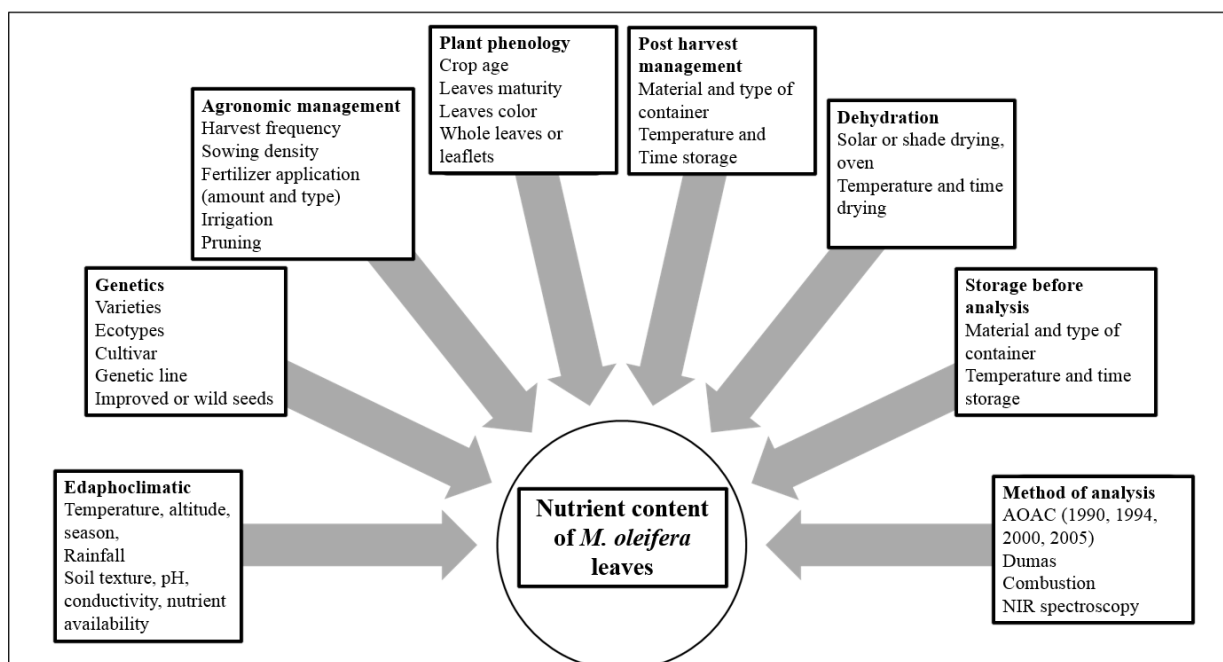 Plant phenology
Crop age
Leaves maturity
Leaves color
Whole leaves or
leaflets
Post harvest
management
Material and type of
container
Temperature and
Time storage
Agronomic management
Harvest frequency
Sowing density
Fertilizer application
(amount and type)
Irrigation
Pruning
Dehydration
Solar or shade drying,
oven
Temperature and time
drying
Genetics
Varieties
Ecotypes
Cultivar
Genetic line
Improved or wild seeds
Storage before
analysis
Material and type of
container
Temperature and time
storage
Edaphoclimatic
Temperature, altitude,
season,
Rainfall
Soil texture, pH,
conductivity, nutrient
availability
Nutrient content
of M. oleifera
leaves
Method of analysis
AOAC (1990, 1994,
2000, 2005)
Dumas
Combustion
NIR spectroscopy